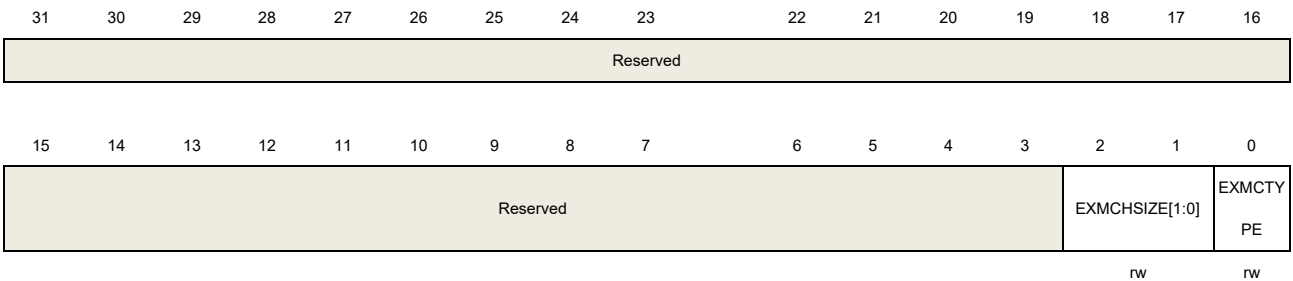 31 30 29 28 27 26 25 24 23 22 21 20 19 18 17 16
Reserved
15 14 13 12 11 10 9 8 7 6 5 4 3 2 1 0
Reserved EXMCHSIZE[1:0] EXMCTY
PE
rw rw